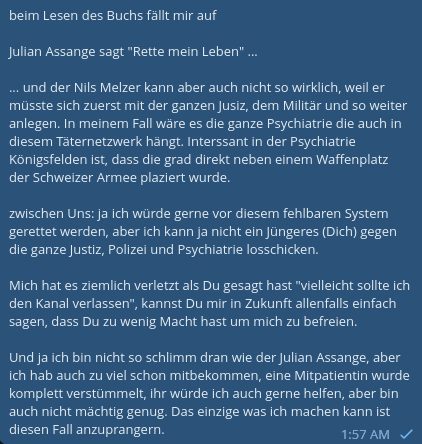 beim Lesen des Buchs fällt mir auf
Julian Assange sagt "Rette mein Leben" ...
... und der Nils Melzer kann aber auch nicht so wirklich, weil er
müsste sich zuerst mit der ganzen Jusiz, dem Militär und so weiter
anlegen. In meinem Fall wäre es die ganze Psychiatrie die auch in
diesem Täternetzwerk hängt. Interssant in der Psychiatrie
Königsfelden ist, dass die grad direkt neben einem Waffenplatz
der Schweizer Armee plaziert wurde.
zwischen Uns: ja ich würde gerne vor diesem fehlbaren System
gerettet werden, aber ich kann ja nicht ein Jüngeres (Dich) gegen
die ganze Justiz, Polizei und Psychiatrie losschicken.
Mich hat es ziemlich verletzt als Du gesagt hast "vielleicht sollte ich
den Kanal verlassen", kannst Du mir in Zukunft allenfalls einfach
sagen, dass Du zu wenig Macht hast um mich zu befreien.
Und ja ich bin nicht so schlimm dran wie der Julian Assange, aber
ich hab auch zu viel schon mitbekommen, eine Mitpatientin wurde
komplett verstümmelt, ihr würde ich auch gerne helfen, aber bin
auch nicht mächtig genug. Das einzige was ich machen kann ist
diesen Fall anzuprangern.
1:57 AM